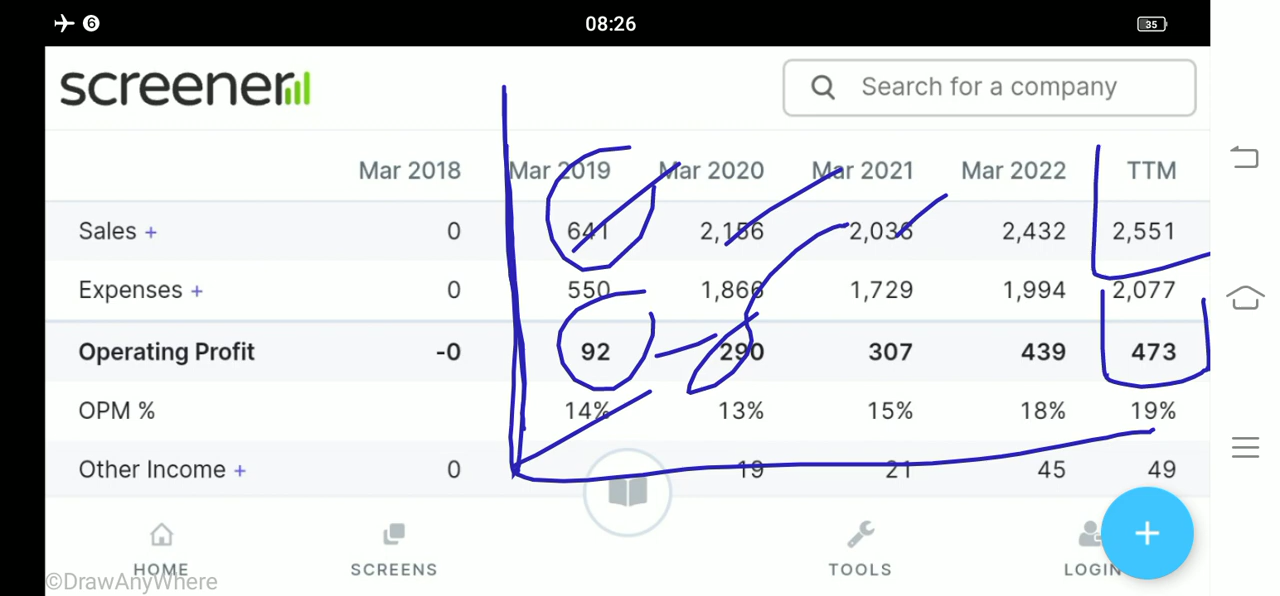 6 08:26 35
screener Search for a company
Mar 2018 Mar 2019 Mar 2020 Mar 2021 Mar 2022 TTM
Sales + 0 641 2,156 2,036 2,432 2,551
Expenses + 0 550 1,866 1,729 1,994 2,077
Operating Profit -0 92 290 307 439 473
OPM % 14% 13% 15% 18% 19%
Other Income + 0 19 21 45 49
HOME SCREENS TOOLS LOGIN
©DrawAnyWhere